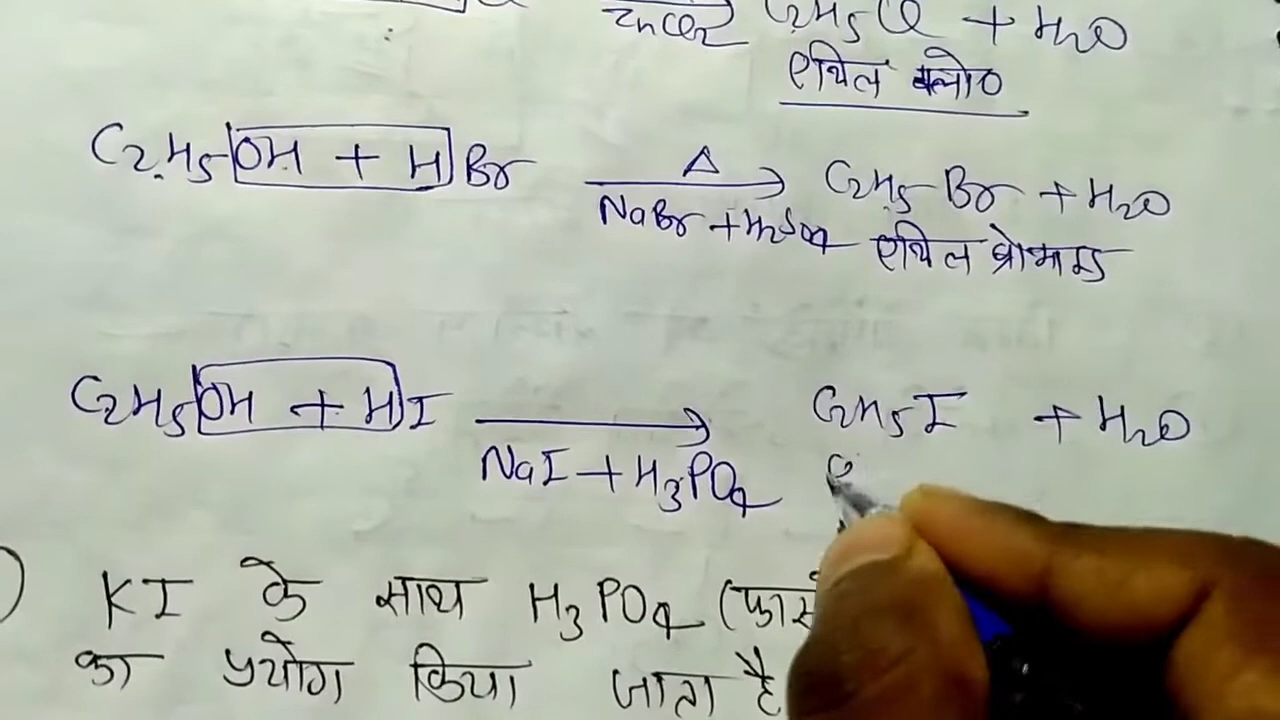 ZnCl2 C2H5Cl + H2O
एथिल क्लो०
C2H5OH + HBr Δ C2H5Br + H2O
NaBr + H2SO4 एथिल ब्रोमाइड
C2H5OH + HI C2H5I + H2O
NaI + H3PO4
KI के साथ H3PO4 (फास्
का प्रयोग किया जाता है